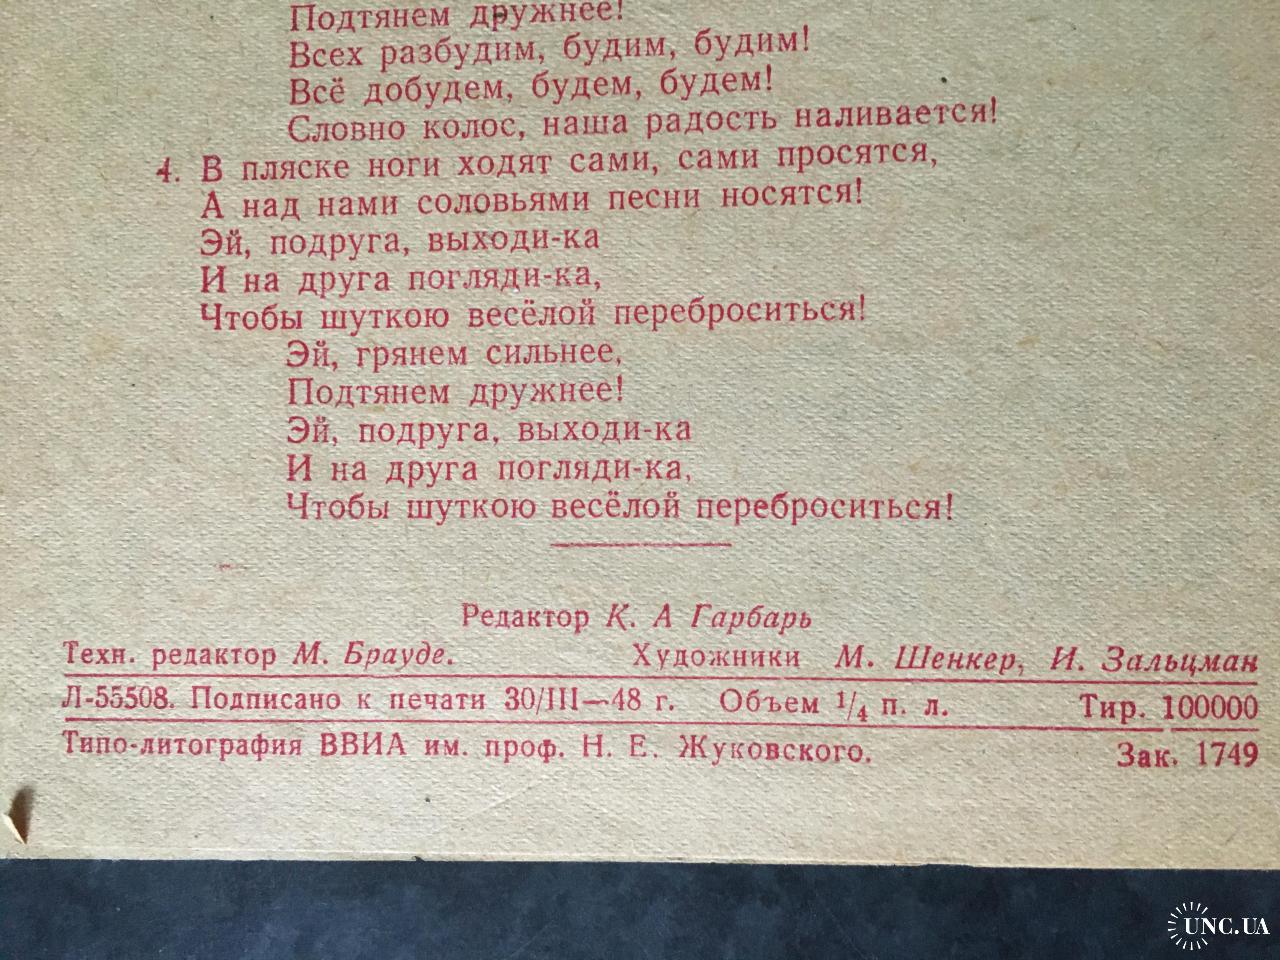 Подтянем дружнее!
Всех разбудим, будим, будим!
Всё добудем, будем, будем!
Словно колос, наша радость наливается!
4. В пляске ноги ходят сами, сами просятся,
А над нами соловьями песни носятся!
Эй, подруга, выходи-ка
И на друга погляди-ка,
Чтобы шуткою весёлой переброситься!
Эй, грянем сильнее,
Подтянем дружнее!
Эй, подруга, выходи-ка
И на друга погляди-ка,
Чтобы шуткою весёлой переброситься!
Редактор К. А Гарбарь
Техн. редактор М. Брауде. Художники М. Шенкер, И. Зальцман
Л-55508. Подписано к печати 30/III—48 г. Объем 1/4 п. л. Тир. 100000
Типо-литография ВВИА им. проф. Н. Е. Жуковского. Зак. 1749
UNC.UA